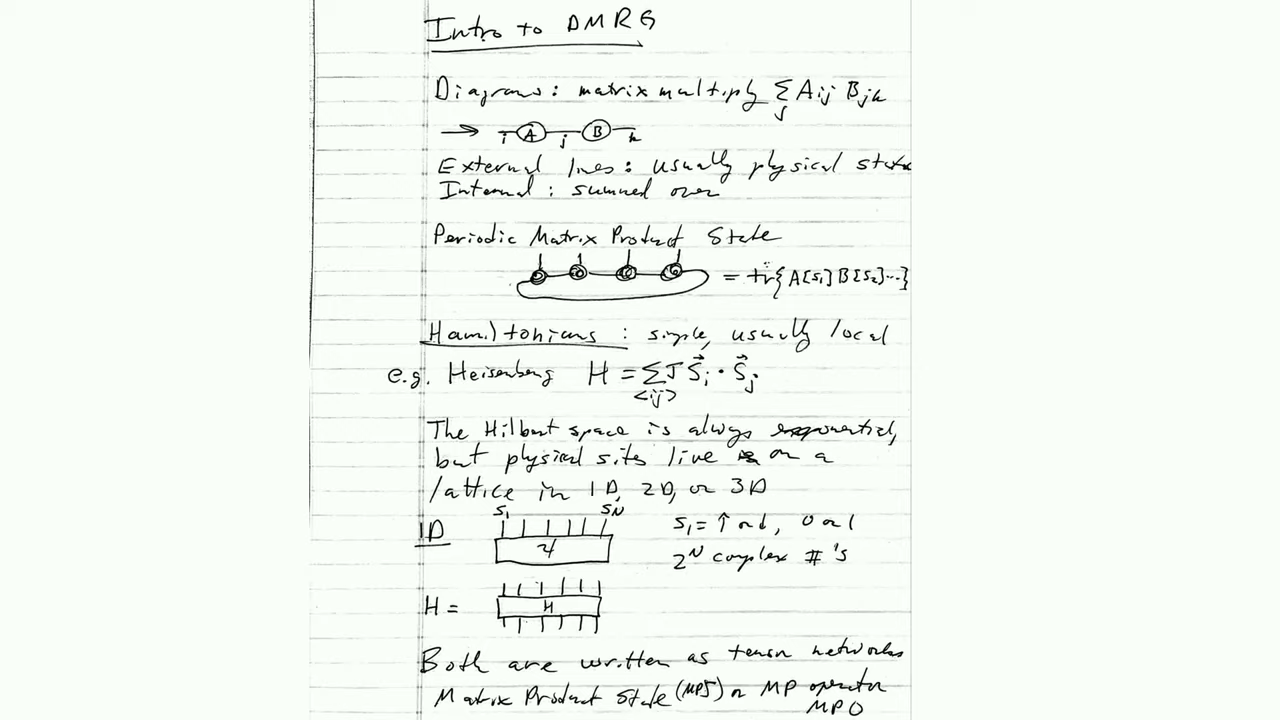 Intro to DMRG
Diagrams: matrix multiply ∑j Aij Bjk
→ i A j B k
External lines: usually physical states
Internal: summed over
Periodic Matrix Product State
= tr{A[s1]B[s2]...}
Hamiltonians: simple, usually local
e.g. Heisenberg H = ∑<ij> J S⃗i · S⃗j
The Hilbert space is always exponential,
but physical sites live on a
lattice in 1D, 2D, or 3D
S1 SN
1D ψ s1 = ↑ or ↓, 0 or 1
2^N complex #'s
H = H
Both are written as tensor networks
Matrix Product State (MPS) or MP operator
MPO